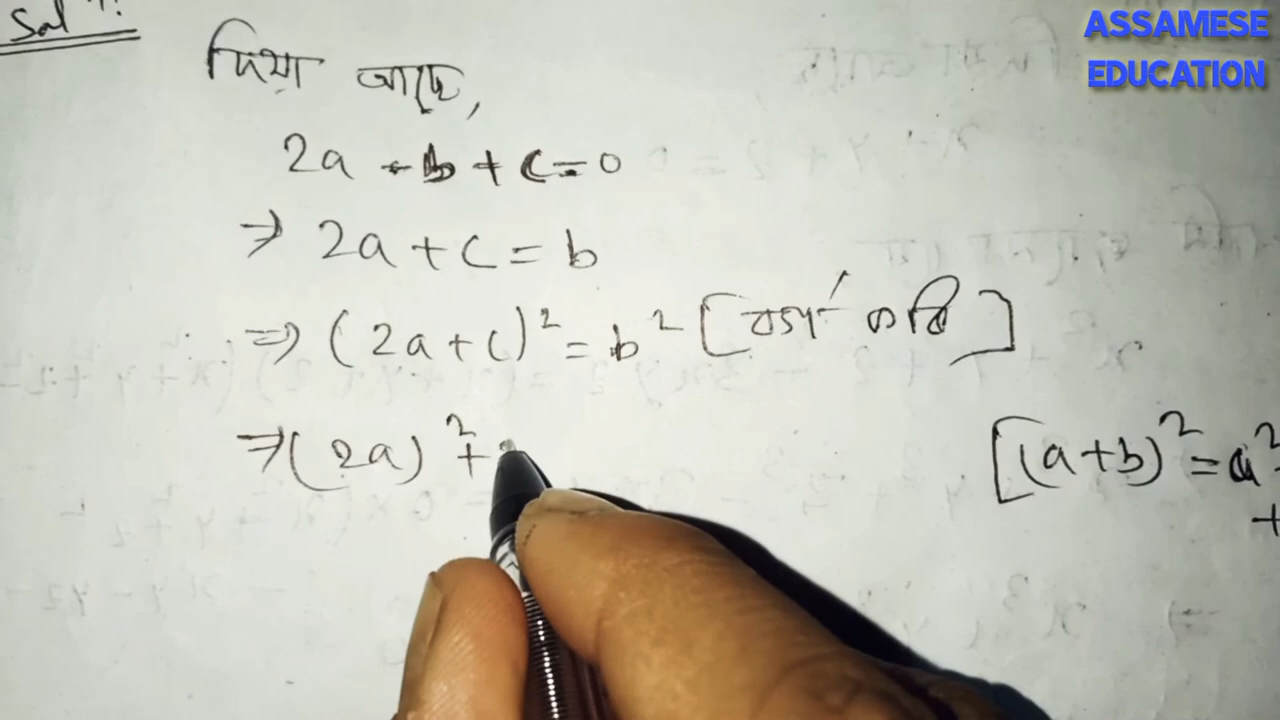 Sol
ASSAMESE
EDUCATION
দিয়া আছে,
2a - b + c = 0
⇒ 2a + c = b
⇒ (2a + c)² = b² [বৰ্গ কৰি]
⇒ (2a)² +
[(a+b)² = a²
+